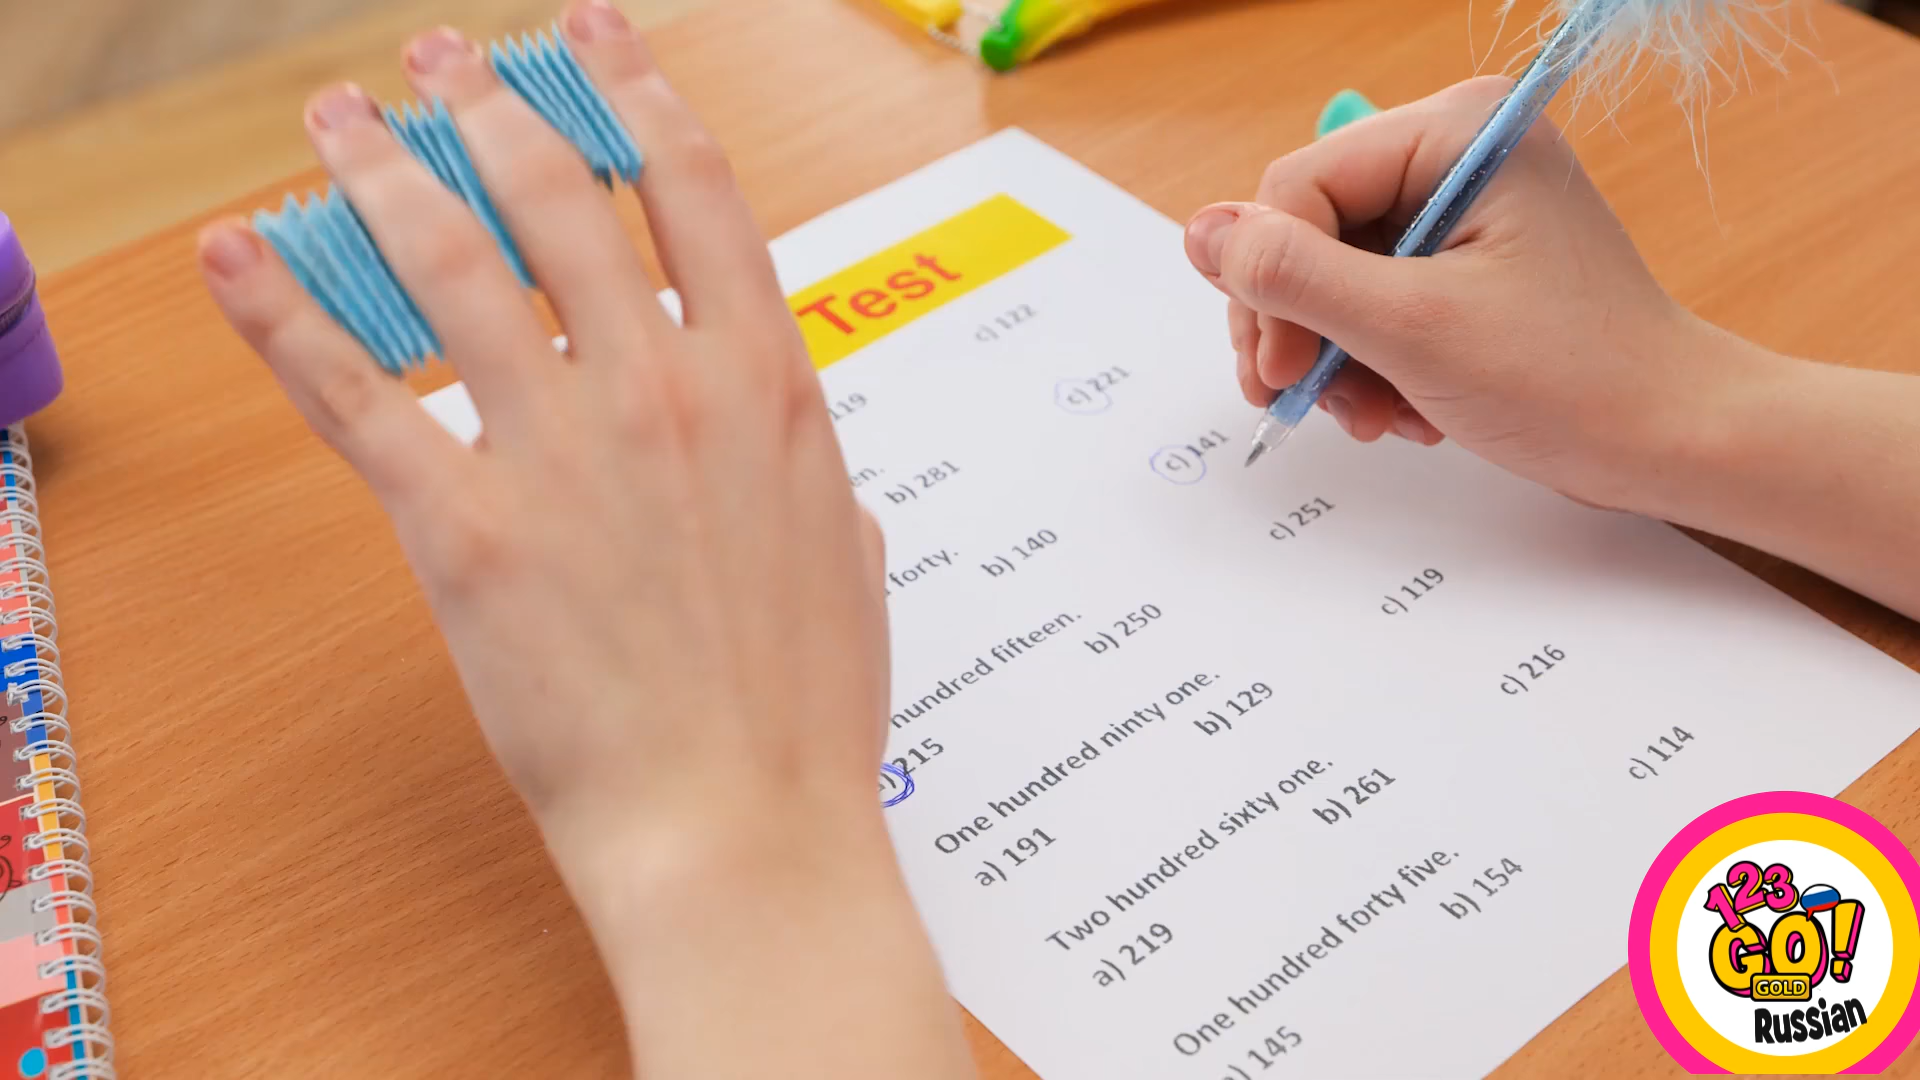 Test
119 c) 122
en.
b) 281 c) 221
forty.
b) 140 c) 141
hundred fifteen.
215 b) 250 c) 251
One hundred ninty one.
a) 191 b) 129 c) 119
Two hundred sixty one.
a) 219 b) 261 c) 216
One hundred forty five.
) 145 b) 154 c) 114
123
GO!
GOLD
Russian